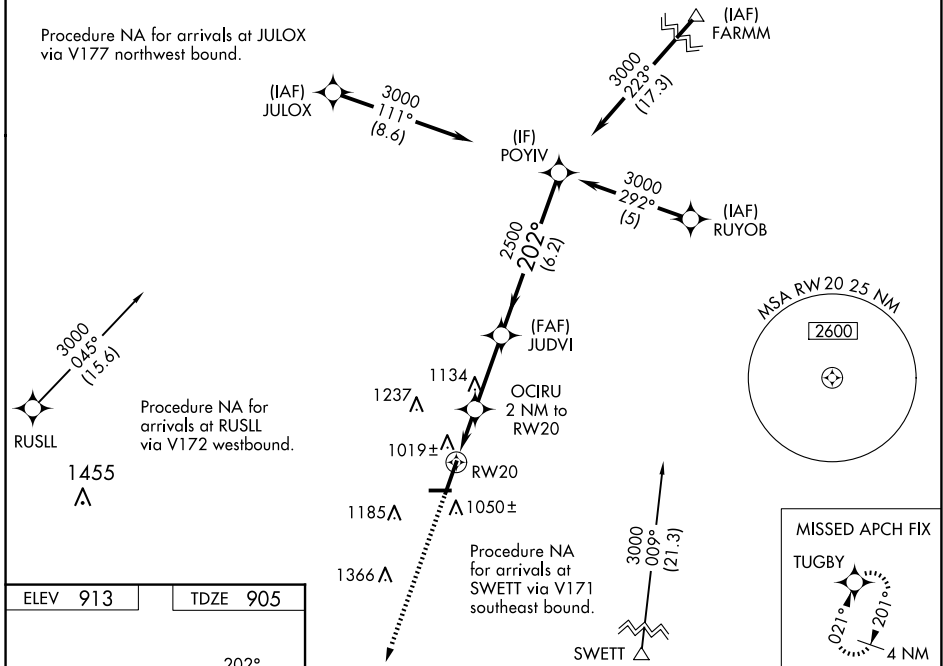 Procedure NA for arrivals at JULOX
via V177 northwest bound.
(IAF)
FARMM
3000
223°
(17.3)
(IAF)
JULOX
3000
111°
(8.6)
(IF)
POYIV
3000
292°
(5)
(IAF)
RUYOB
2500
202°
(6.2)
MSA RW 20 25 NM
2600
(FAF)
JUDVI
3000
045°
(15.6)
RUSLL
Procedure NA for
arrivals at RUSLL
via V172 westbound.
1134
1237
OCIRU
2 NM to
RW20
1019±
RW20
1455
1185
1050±
1366
Procedure NA
for arrivals at
SWETT via V171
southeast bound.
3000
009°
(21.3)
SWETT
MISSED APCH FIX
TUGBY
021°
201°
4 NM
ELEV 913
TDZE 905
202°